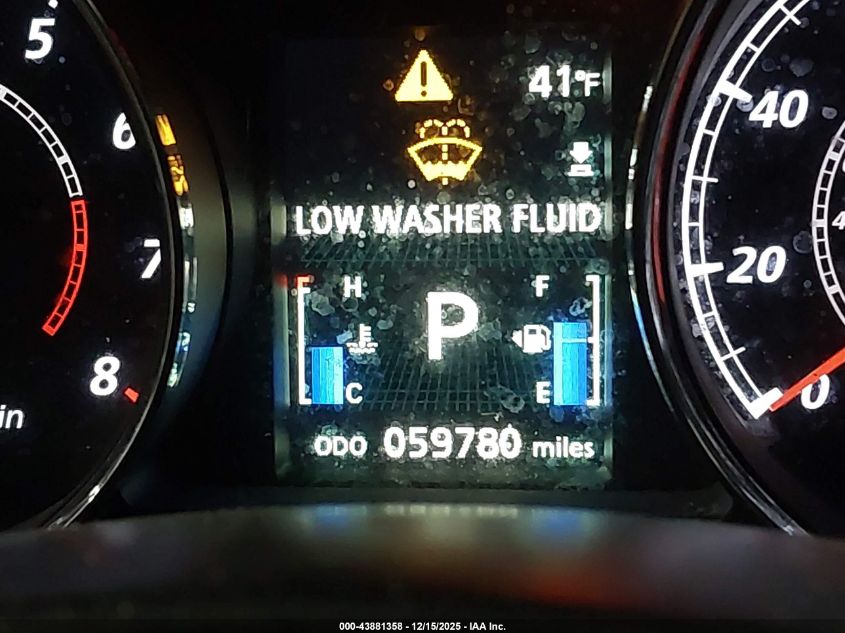 5
6
7
8
in
41°F
LOW WASHER FLUID
H
F
P
C
E
ODO 059780 miles
40
20
0
000-43881358 - 12/15/2025 - IAA Inc.